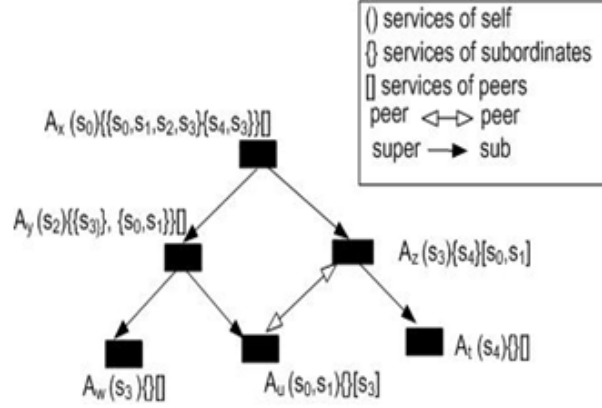 () services of self
{} services of subordinates
[] services of peers
peer peer
super sub
Ax (s0){{s0,s1,s2,s3}{s4,s3}}[]
Ay (s2){{s3)}, {s0,s1}}[]
Az (s3){s4}[s0,s1]
Aw (s3){}[]
Au (s0,s1){}[s3]
At (s4){}[]